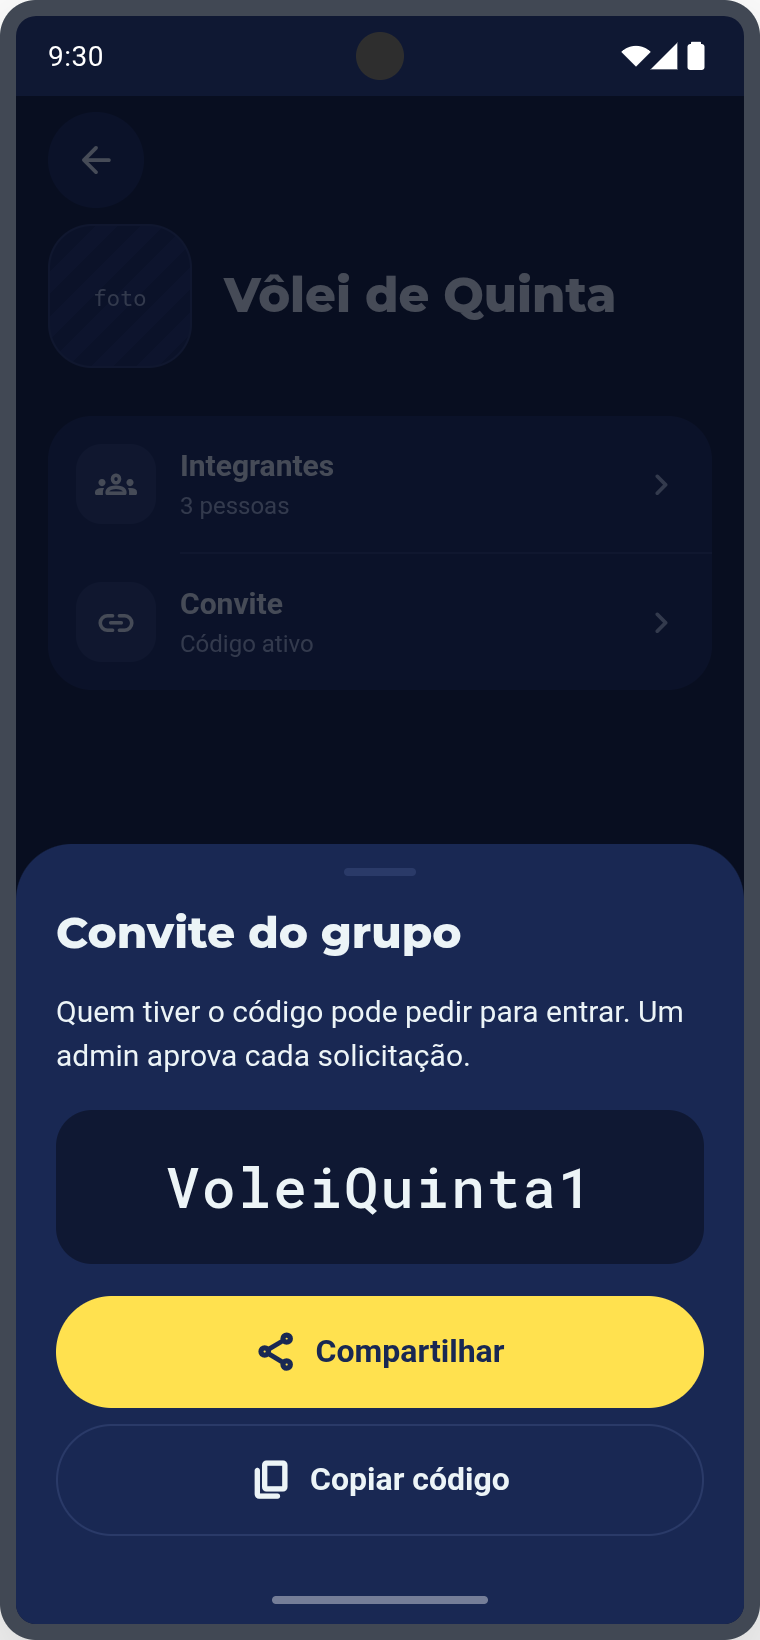 9:30
foto
Vôlei de Quinta
Integrantes
3 pessoas
Convite
Código ativo
Convite do grupo
Quem tiver o código pode pedir para entrar. Um
admin aprova cada solicitação.
VoleiQuinta1
Compartilhar
Copiar código